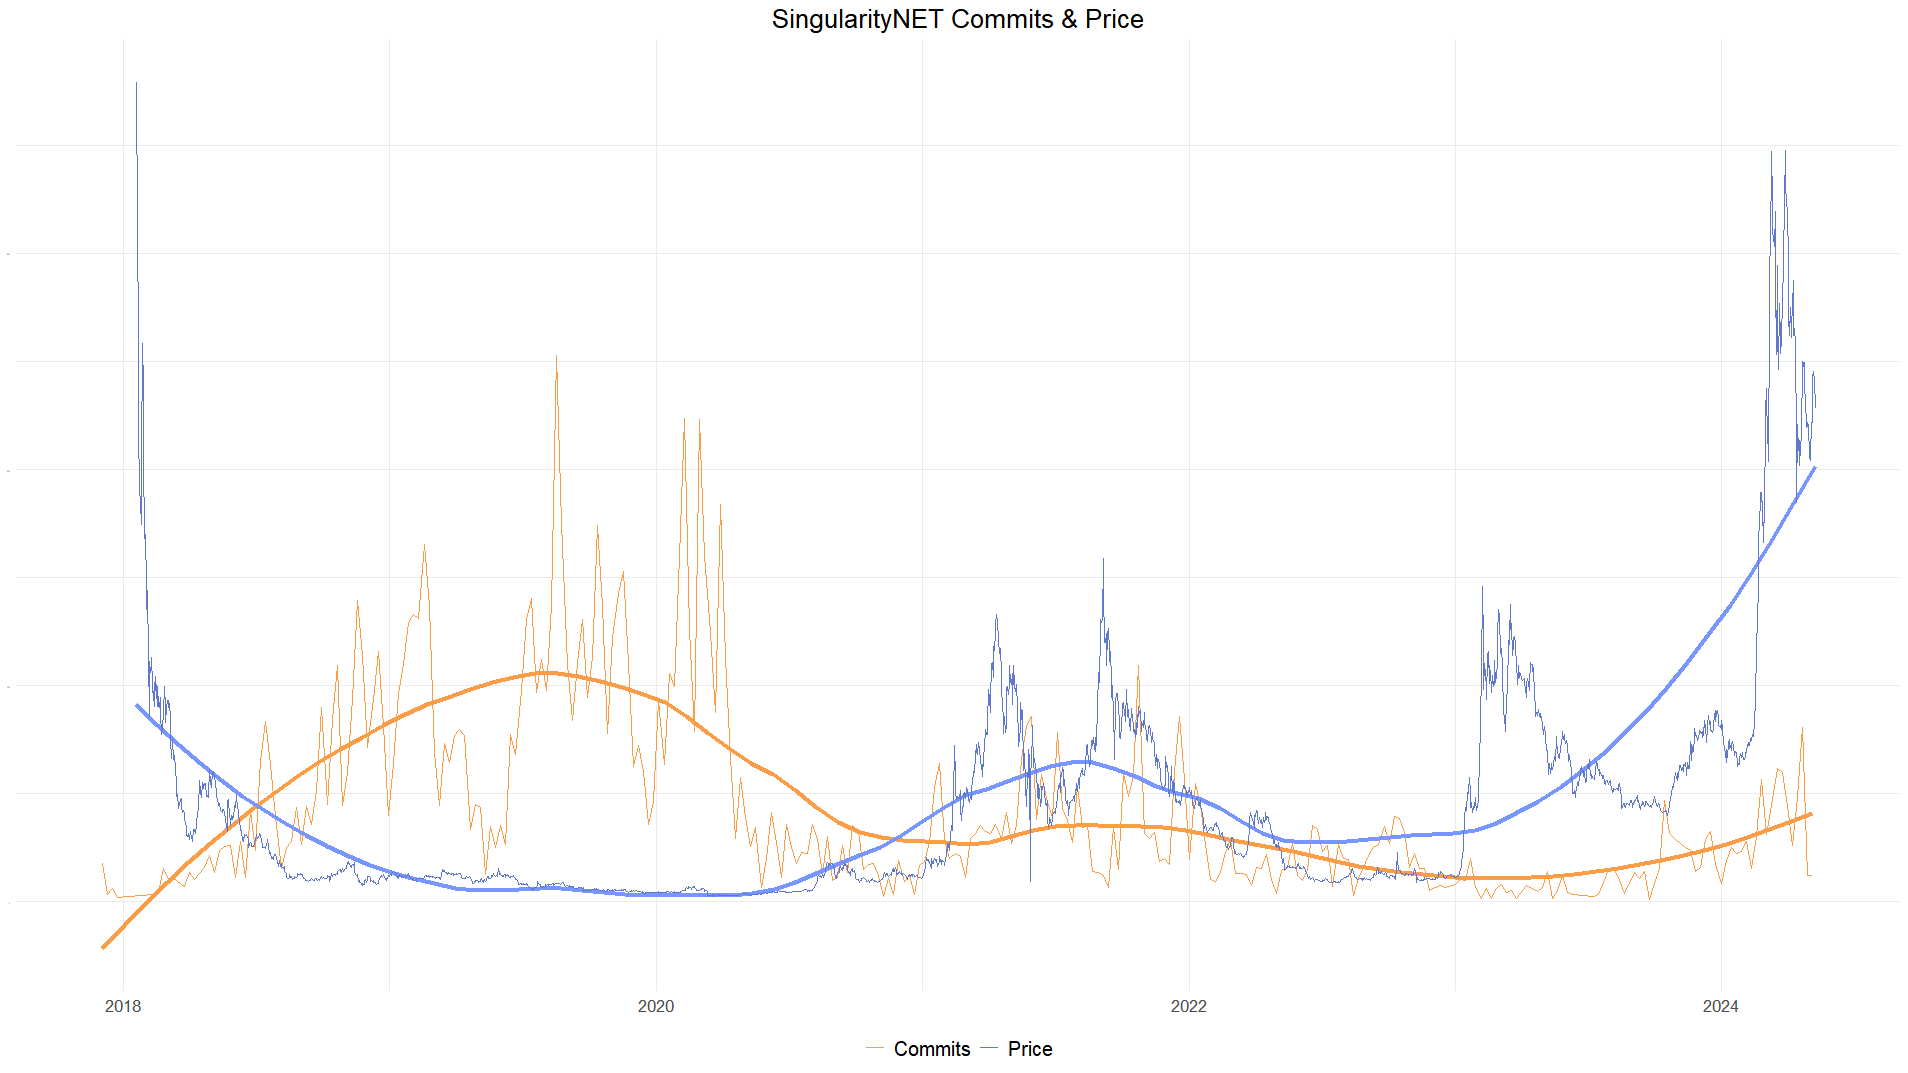 SingularityNET Commits & Price
2018 2020 2022 2024
Commits Price